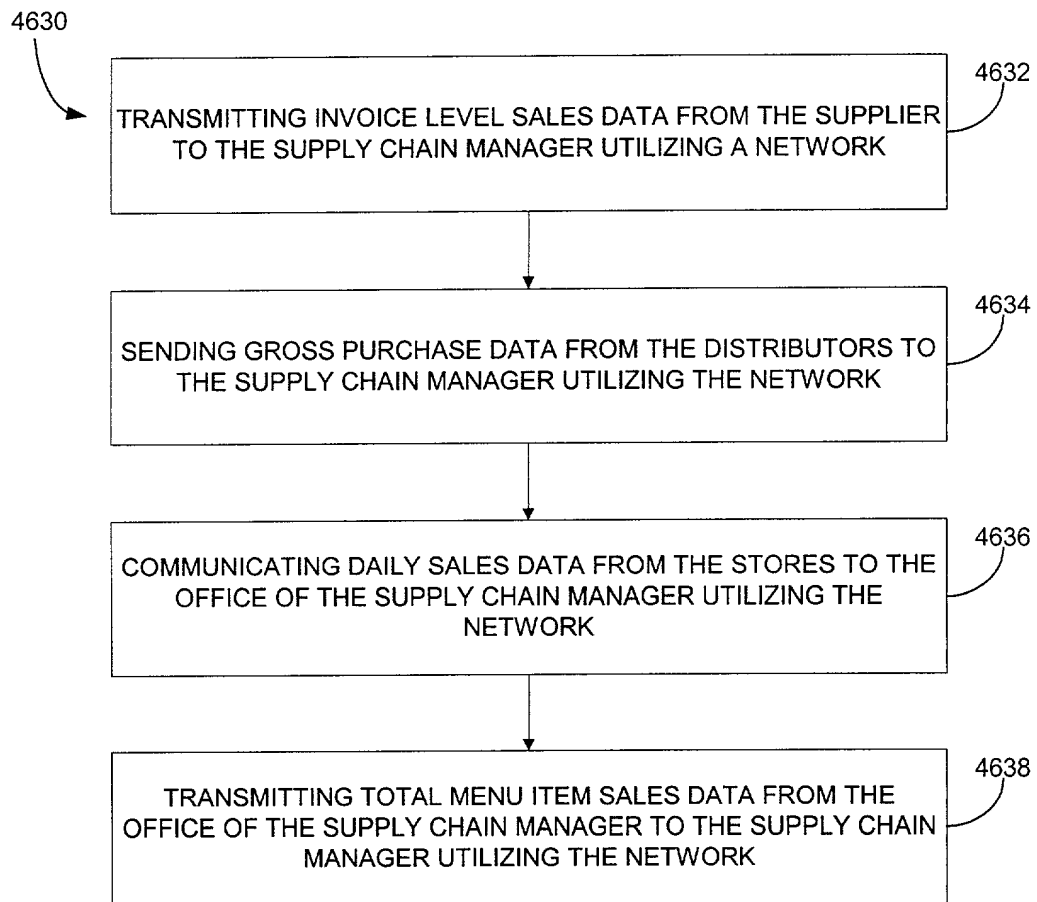 4630
4632
TRANSMITTING INVOICE LEVEL SALES DATA FROM THE SUPPLIER
TO THE SUPPLY CHAIN MANAGER UTILIZING A NETWORK
4634
SENDING GROSS PURCHASE DATA FROM THE DISTRIBUTORS TO
THE SUPPLY CHAIN MANAGER UTILIZING THE NETWORK
4636
COMMUNICATING DAILY SALES DATA FROM THE STORES TO THE
OFFICE OF THE SUPPLY CHAIN MANAGER UTILIZING THE
NETWORK
4638
TRANSMITTING TOTAL MENU ITEM SALES DATA FROM THE
OFFICE OF THE SUPPLY CHAIN MANAGER TO THE SUPPLY CHAIN
MANAGER UTILIZING THE NETWORK